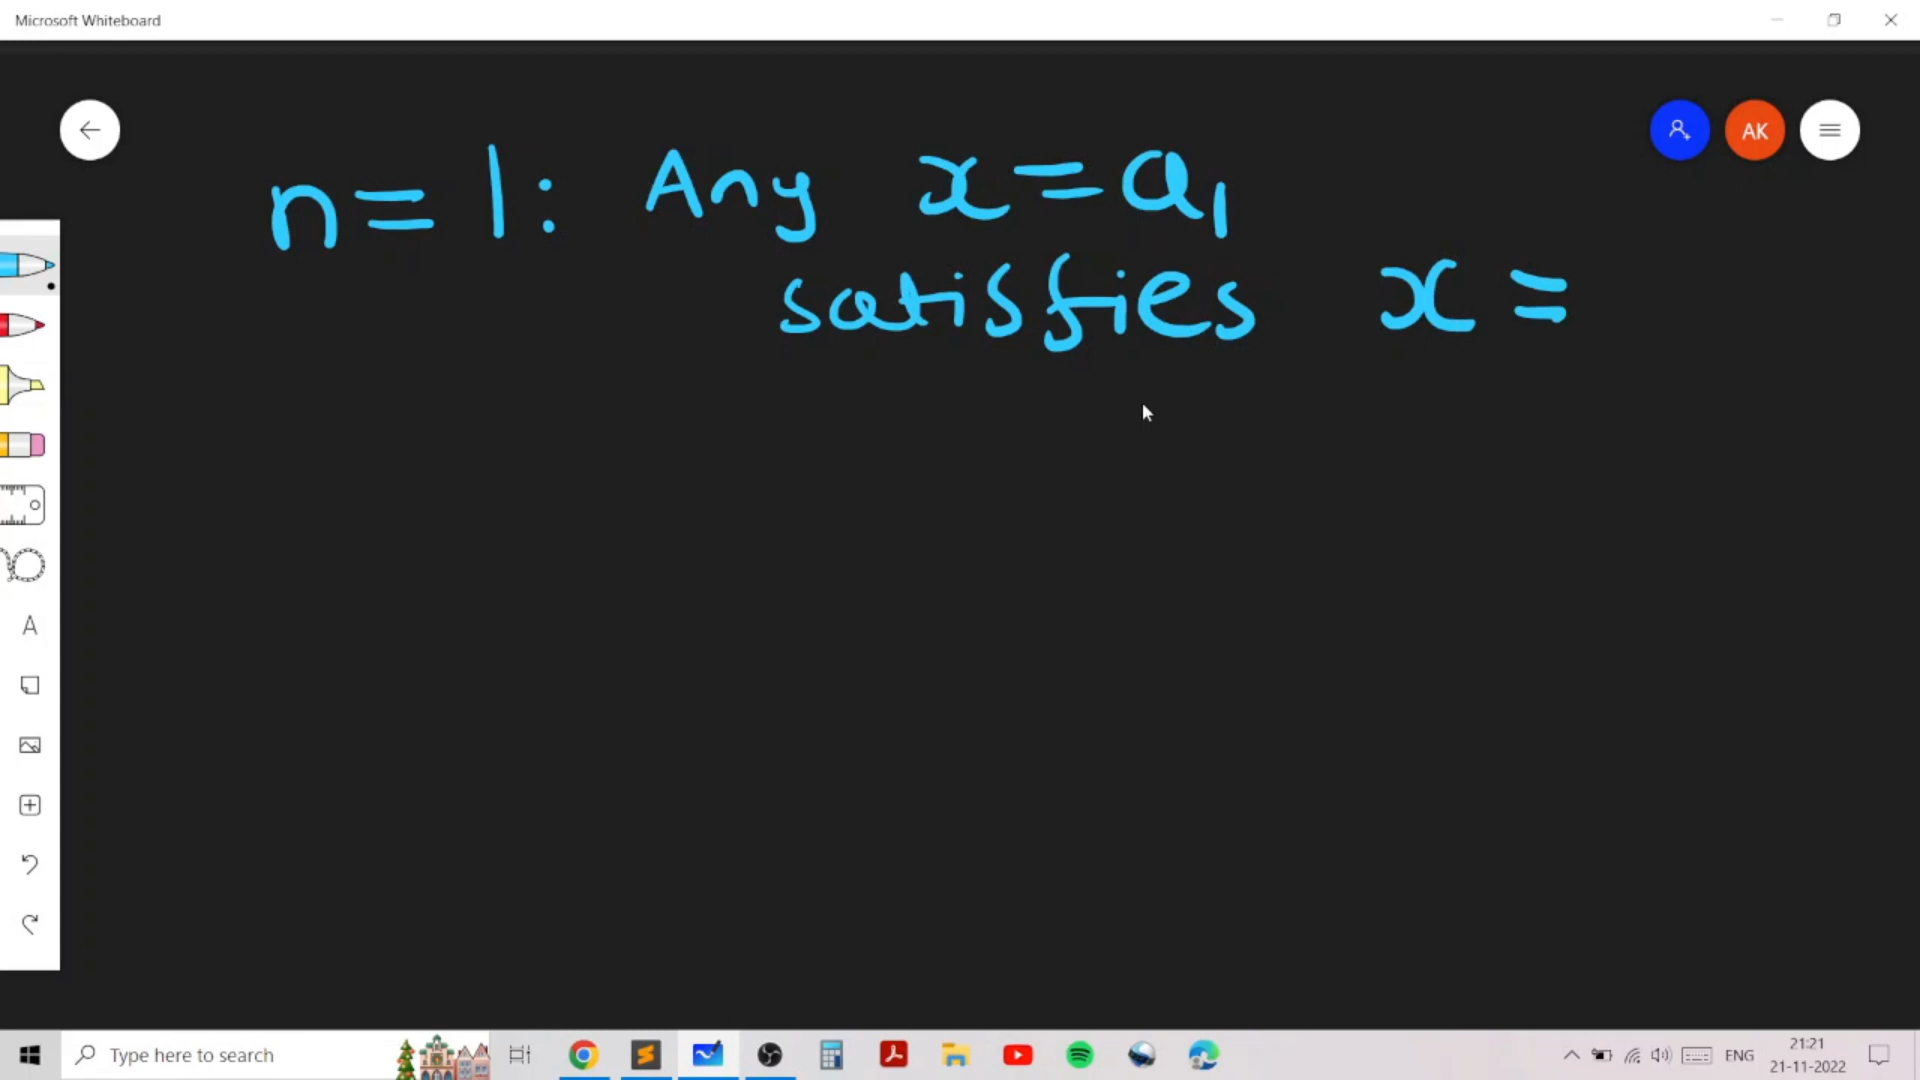 Microsoft Whiteboard
AK
n=1: Any x=a₁
satisfies x=
A
Type here to search
ENG
21:21
21-11-2022